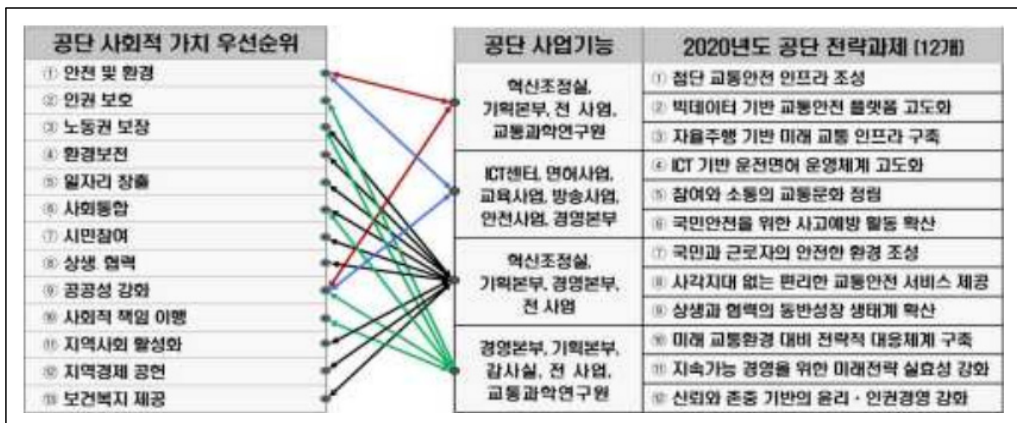 공단 사회적 가치 우선순위
① 안전 및 환경
② 인권 보호
③ 노동권 보장
④ 환경보전
⑤ 일자리 창출
⑥ 사회통합
⑦ 시민참여
⑧ 상생 협력
⑨ 공공성 강화
⑩ 사회적 책임 이행
⑪ 지역사회 활성화
⑫ 지역경제 공헌
⑬ 보건복지 제공
공단 사업기능
혁신조정실,
기획본부, 전 사업,
교통과학연구원
ICT센터, 면허사업,
교육사업, 방송사업,
안전사업, 경영본부
혁신조정실,
기획본부, 경영본부,
전 사업
경영본부, 기획본부,
감사실, 전 사업,
교통과학연구원
2020년도 공단 전략과제 (12개)
① 첨단 교통안전 인프라 조성
② 빅데이터 기반 교통안전 플랫폼 고도화
③ 자율주행 기반 미래 교통 인프라 구축
④ ICT 기반 운전면허 운영체계 고도화
⑤ 참여와 소통의 교통문화 정립
⑥ 국민안전을 위한 사고예방 활동 확산
⑦ 국민과 근로자의 안전한 환경 조성
⑧ 사각지대 없는 편리한 교통안전 서비스 제공
⑨ 상생과 협력의 동반성장 생태계 확산
⑩ 미래 교통환경 대비 전략적 대응체계 구축
⑪ 지속가능 경영을 위한 미래전략 실효성 강화
⑫ 신뢰와 존중 기반의 윤리 · 인권경영 강화